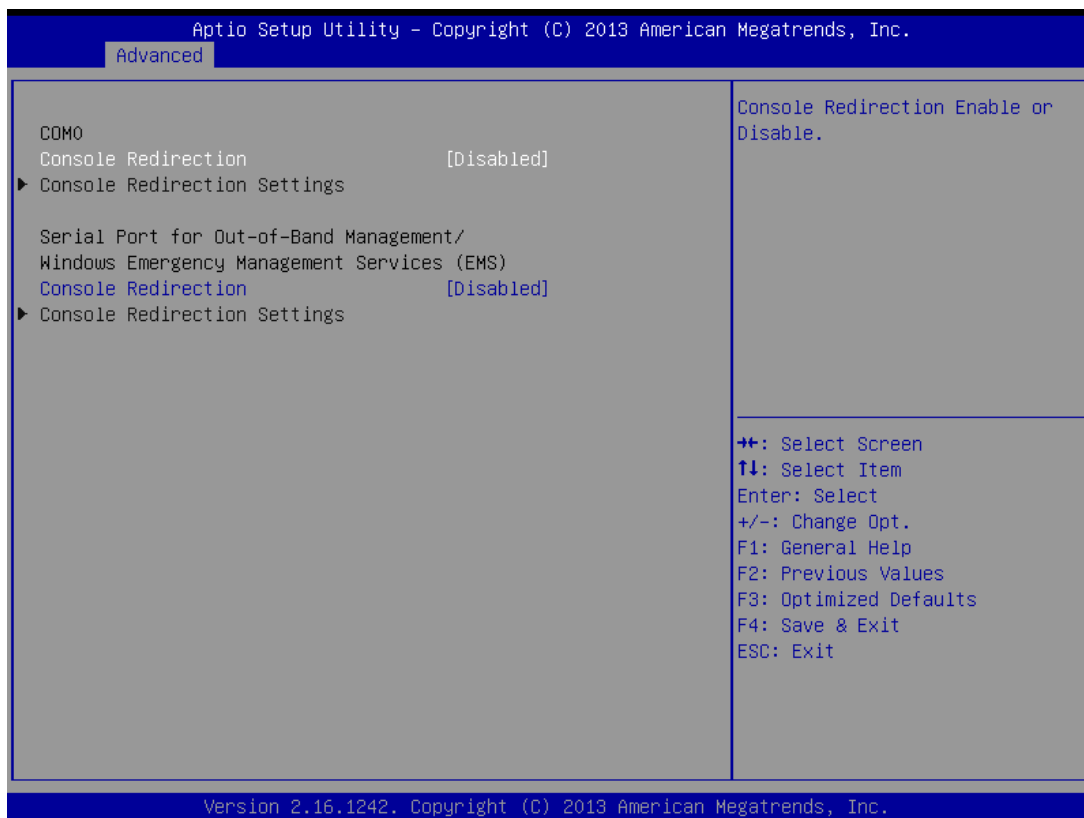 Aptio Setup Utility – Copyright (C) 2013 American Megatrends, Inc.
Advanced
COM0
Console Redirection [Disabled]
▶ Console Redirection Settings
Serial Port for Out-of-Band Management/
Windows Emergency Management Services (EMS)
Console Redirection [Disabled]
▶ Console Redirection Settings
Console Redirection Enable or
Disable.
→←: Select Screen
↑↓: Select Item
Enter: Select
+/-: Change Opt.
F1: General Help
F2: Previous Values
F3: Optimized Defaults
F4: Save & Exit
ESC: Exit
Version 2.16.1242. Copyright (C) 2013 American Megatrends, Inc.